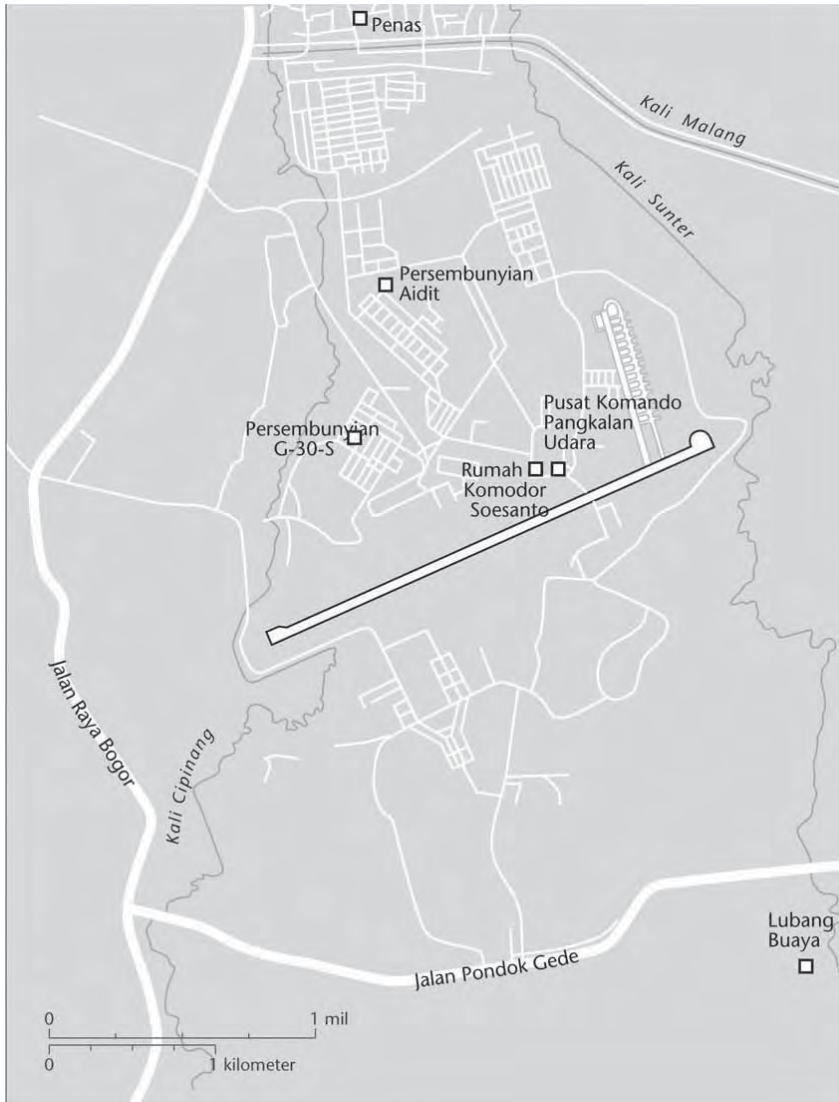 Penas
Kali Malang
Kali Sunter
Persembunyian
Aidit
Pusat Komando
Pangkalan
Udara
Persembunyian
G-30-S
Rumah
Komodor
Soesanto
Jalan Raya Bogor
Kali Cipinang
Lubang
Buaya
Jalan Pondok Gede
0 1 mil
0 1 kilometer